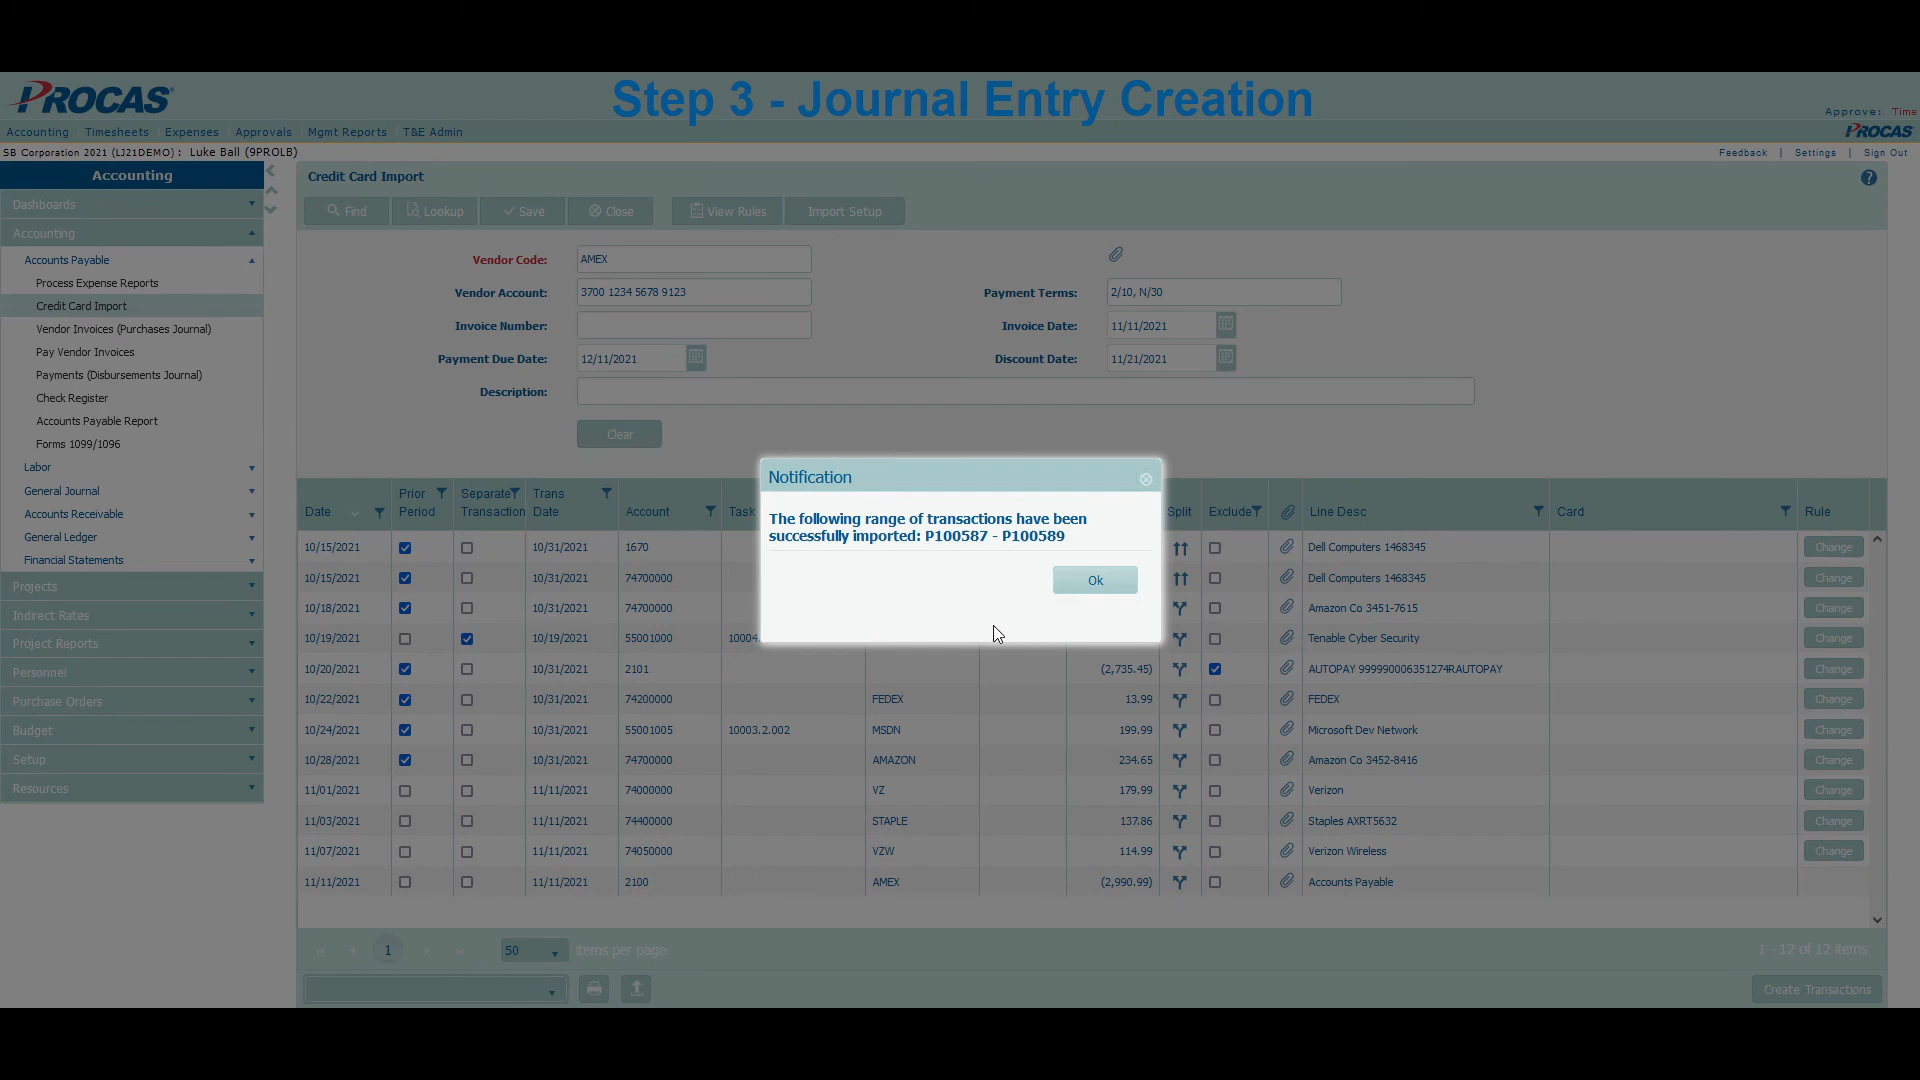 PROCAS
Step 3 - Journal Entry Creation
Approve: Time
Accounting Timesheets Expenses Approvals Mgmt Reports T&E Admin
PROCAS
SB Corporation 2021 (LJ21DEMO) : Luke Ball (9PROLB)
Feedback | Settings | Sign Out
Accounting
Dashboards
Accounting
Accounts Payable
Process Expense Reports
Credit Card Import
Vendor Invoices (Purchases Journal)
Pay Vendor Invoices
Payments (Disbursements Journal)
Check Register
Accounts Payable Report
Forms 1099/1096
Labor
General Journal
Accounts Receivable
General Ledger
Financial Statements
Projects
Indirect Rates
Project Reports
Personnel
Purchase Orders
Budget
Setup
Resources
Credit Card Import
?
Find Lookup Save Close View Rules Import Setup
Vendor Code: AMEX
Vendor Account: 3700 1234 5678 9123 Payment Terms: 2/10, N/30
Invoice Number: Invoice Date: 11/11/2021
Payment Due Date: 12/11/2021 Discount Date: 11/21/2021
Description:
Clear
Notification
The following range of transactions have been
successfully imported: P100587 - P100589
Ok
Date Prior Period Separate Transaction Trans Date Account Task Split Exclude Line Desc Card Rule
10/15/2021 10/31/2021 1670 Dell Computers 1468345 Change
10/15/2021 10/31/2021 74700000 Dell Computers 1468345 Change
10/18/2021 10/31/2021 74700000 Amazon Co 3451-7615 Change
10/19/2021 10/19/2021 55001000 Tenable Cyber Security Change
10/20/2021 10/31/2021 2101 (2,735.45) AUTOPAY 999990006351274RAUTOPAY Change
10/22/2021 10/31/2021 74200000 FEDEX 13.99 FEDEX Change
10/24/2021 10/31/2021 55001005 10003.2.002 MSDN 199.99 Microsoft Dev Network Change
10/28/2021 10/31/2021 74700000 AMAZON 234.65 Amazon Co 3452-8416 Change
11/01/2021 11/11/2021 74000000 VZ 179.99 Verizon Change
11/03/2021 11/11/2021 74400000 STAPLE 137.86 Staples AXRT5632 Change
11/07/2021 11/11/2021 74050000 VZW 114.99 Verizon Wireless Change
11/11/2021 11/11/2021 2100 AMEX (2,990.99) Accounts Payable
1 50 items per page 1 - 12 of 12 items
Create Transactions